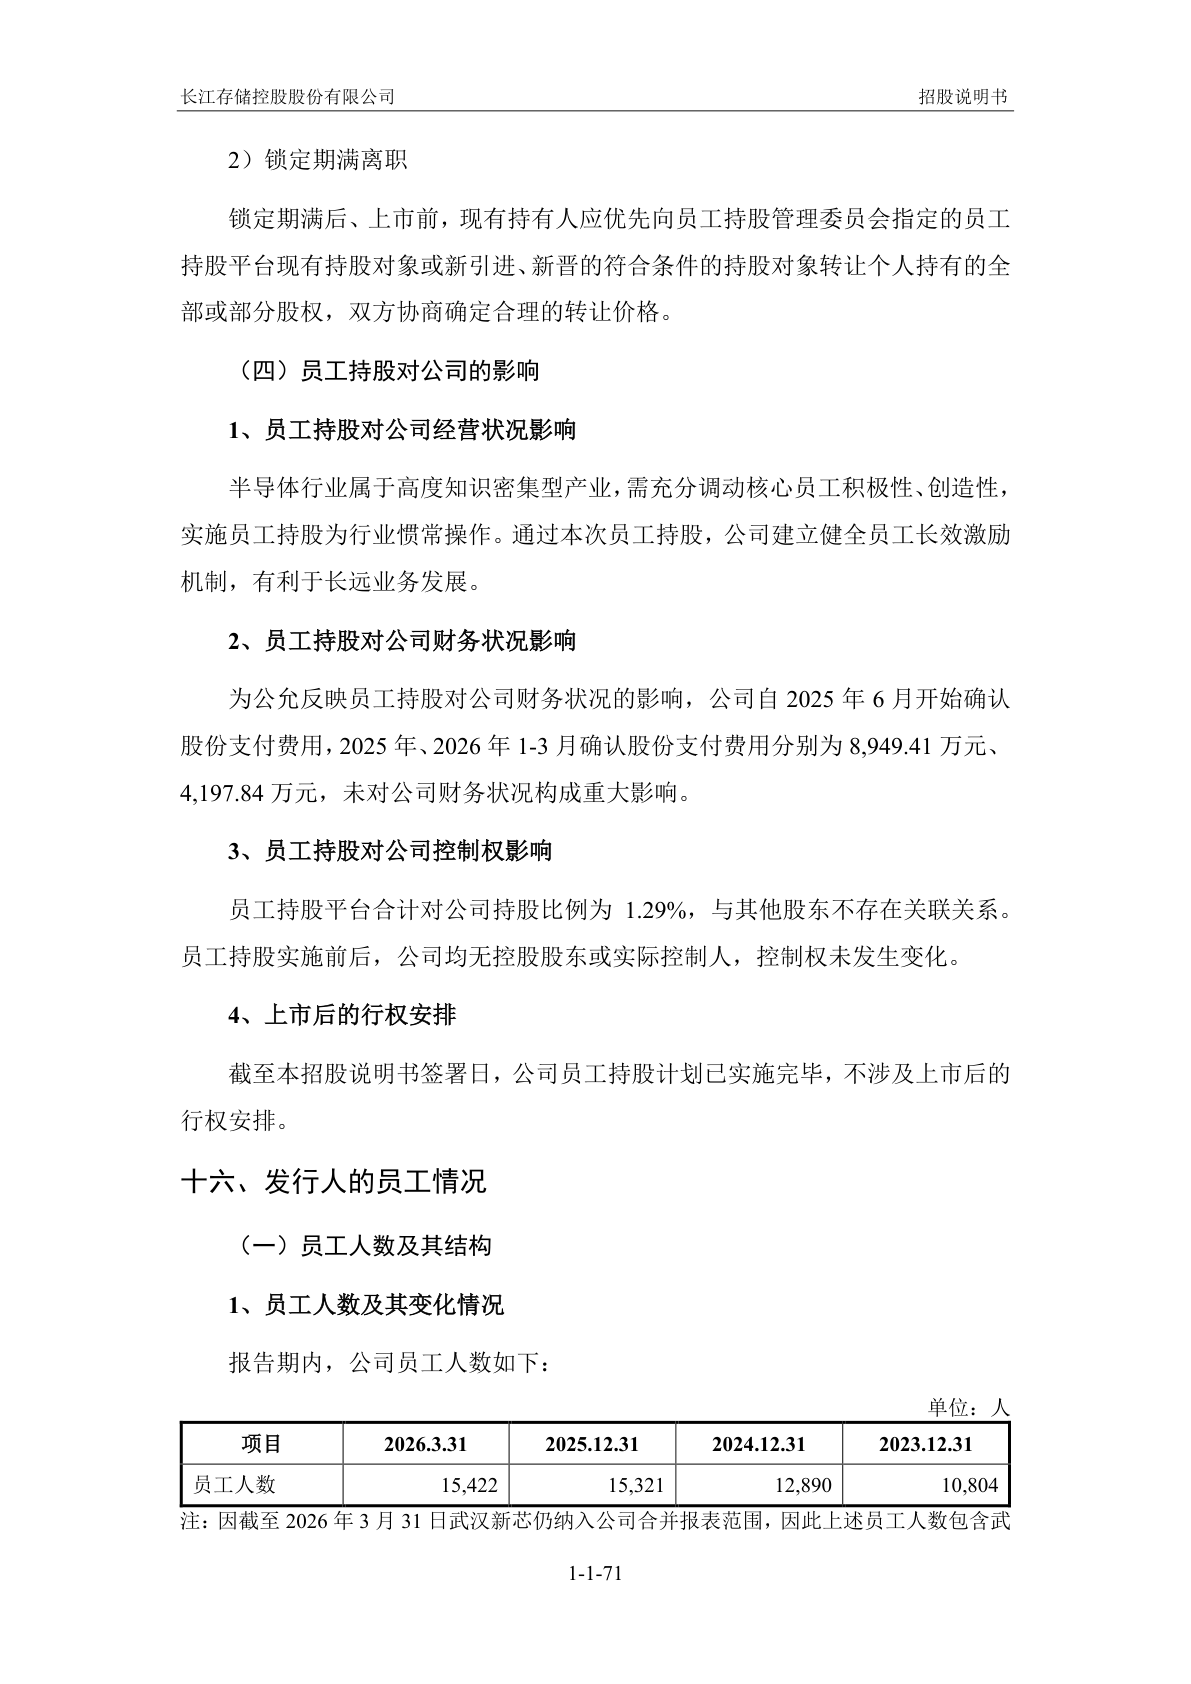 长江存储控股股份有限公司 招股说明书
2）锁定期满离职
锁定期满后、上市前，现有持有人应优先向员工持股管理委员会指定的员工
持股平台现有持股对象或新引进、新晋的符合条件的持股对象转让个人持有的全
部或部分股权，双方协商确定合理的转让价格。
（四）员工持股对公司的影响
1、员工持股对公司经营状况影响
半导体行业属于高度知识密集型产业，需充分调动核心员工积极性、创造性，
实施员工持股为行业惯常操作。通过本次员工持股，公司建立健全员工长效激励
机制，有利于长远业务发展。
2、员工持股对公司财务状况影响
为公允反映员工持股对公司财务状况的影响，公司自 2025 年 6 月开始确认
股份支付费用，2025 年、2026 年 1-3 月确认股份支付费用分别为 8,949.41 万元、
4,197.84 万元，未对公司财务状况构成重大影响。
3、员工持股对公司控制权影响
员工持股平台合计对公司持股比例为 1.29%，与其他股东不存在关联关系。
员工持股实施前后，公司均无控股股东或实际控制人，控制权未发生变化。
4、上市后的行权安排
截至本招股说明书签署日，公司员工持股计划已实施完毕，不涉及上市后的
行权安排。
十六、发行人的员工情况
（一）员工人数及其结构
1、员工人数及其变化情况
报告期内，公司员工人数如下：
单位：人
项目 2026.3.31 2025.12.31 2024.12.31 2023.12.31
员工人数 15,422 15,321 12,890 10,804
注：因截至 2026 年 3 月 31 日武汉新芯仍纳入公司合并报表范围，因此上述员工人数包含武
1-1-71